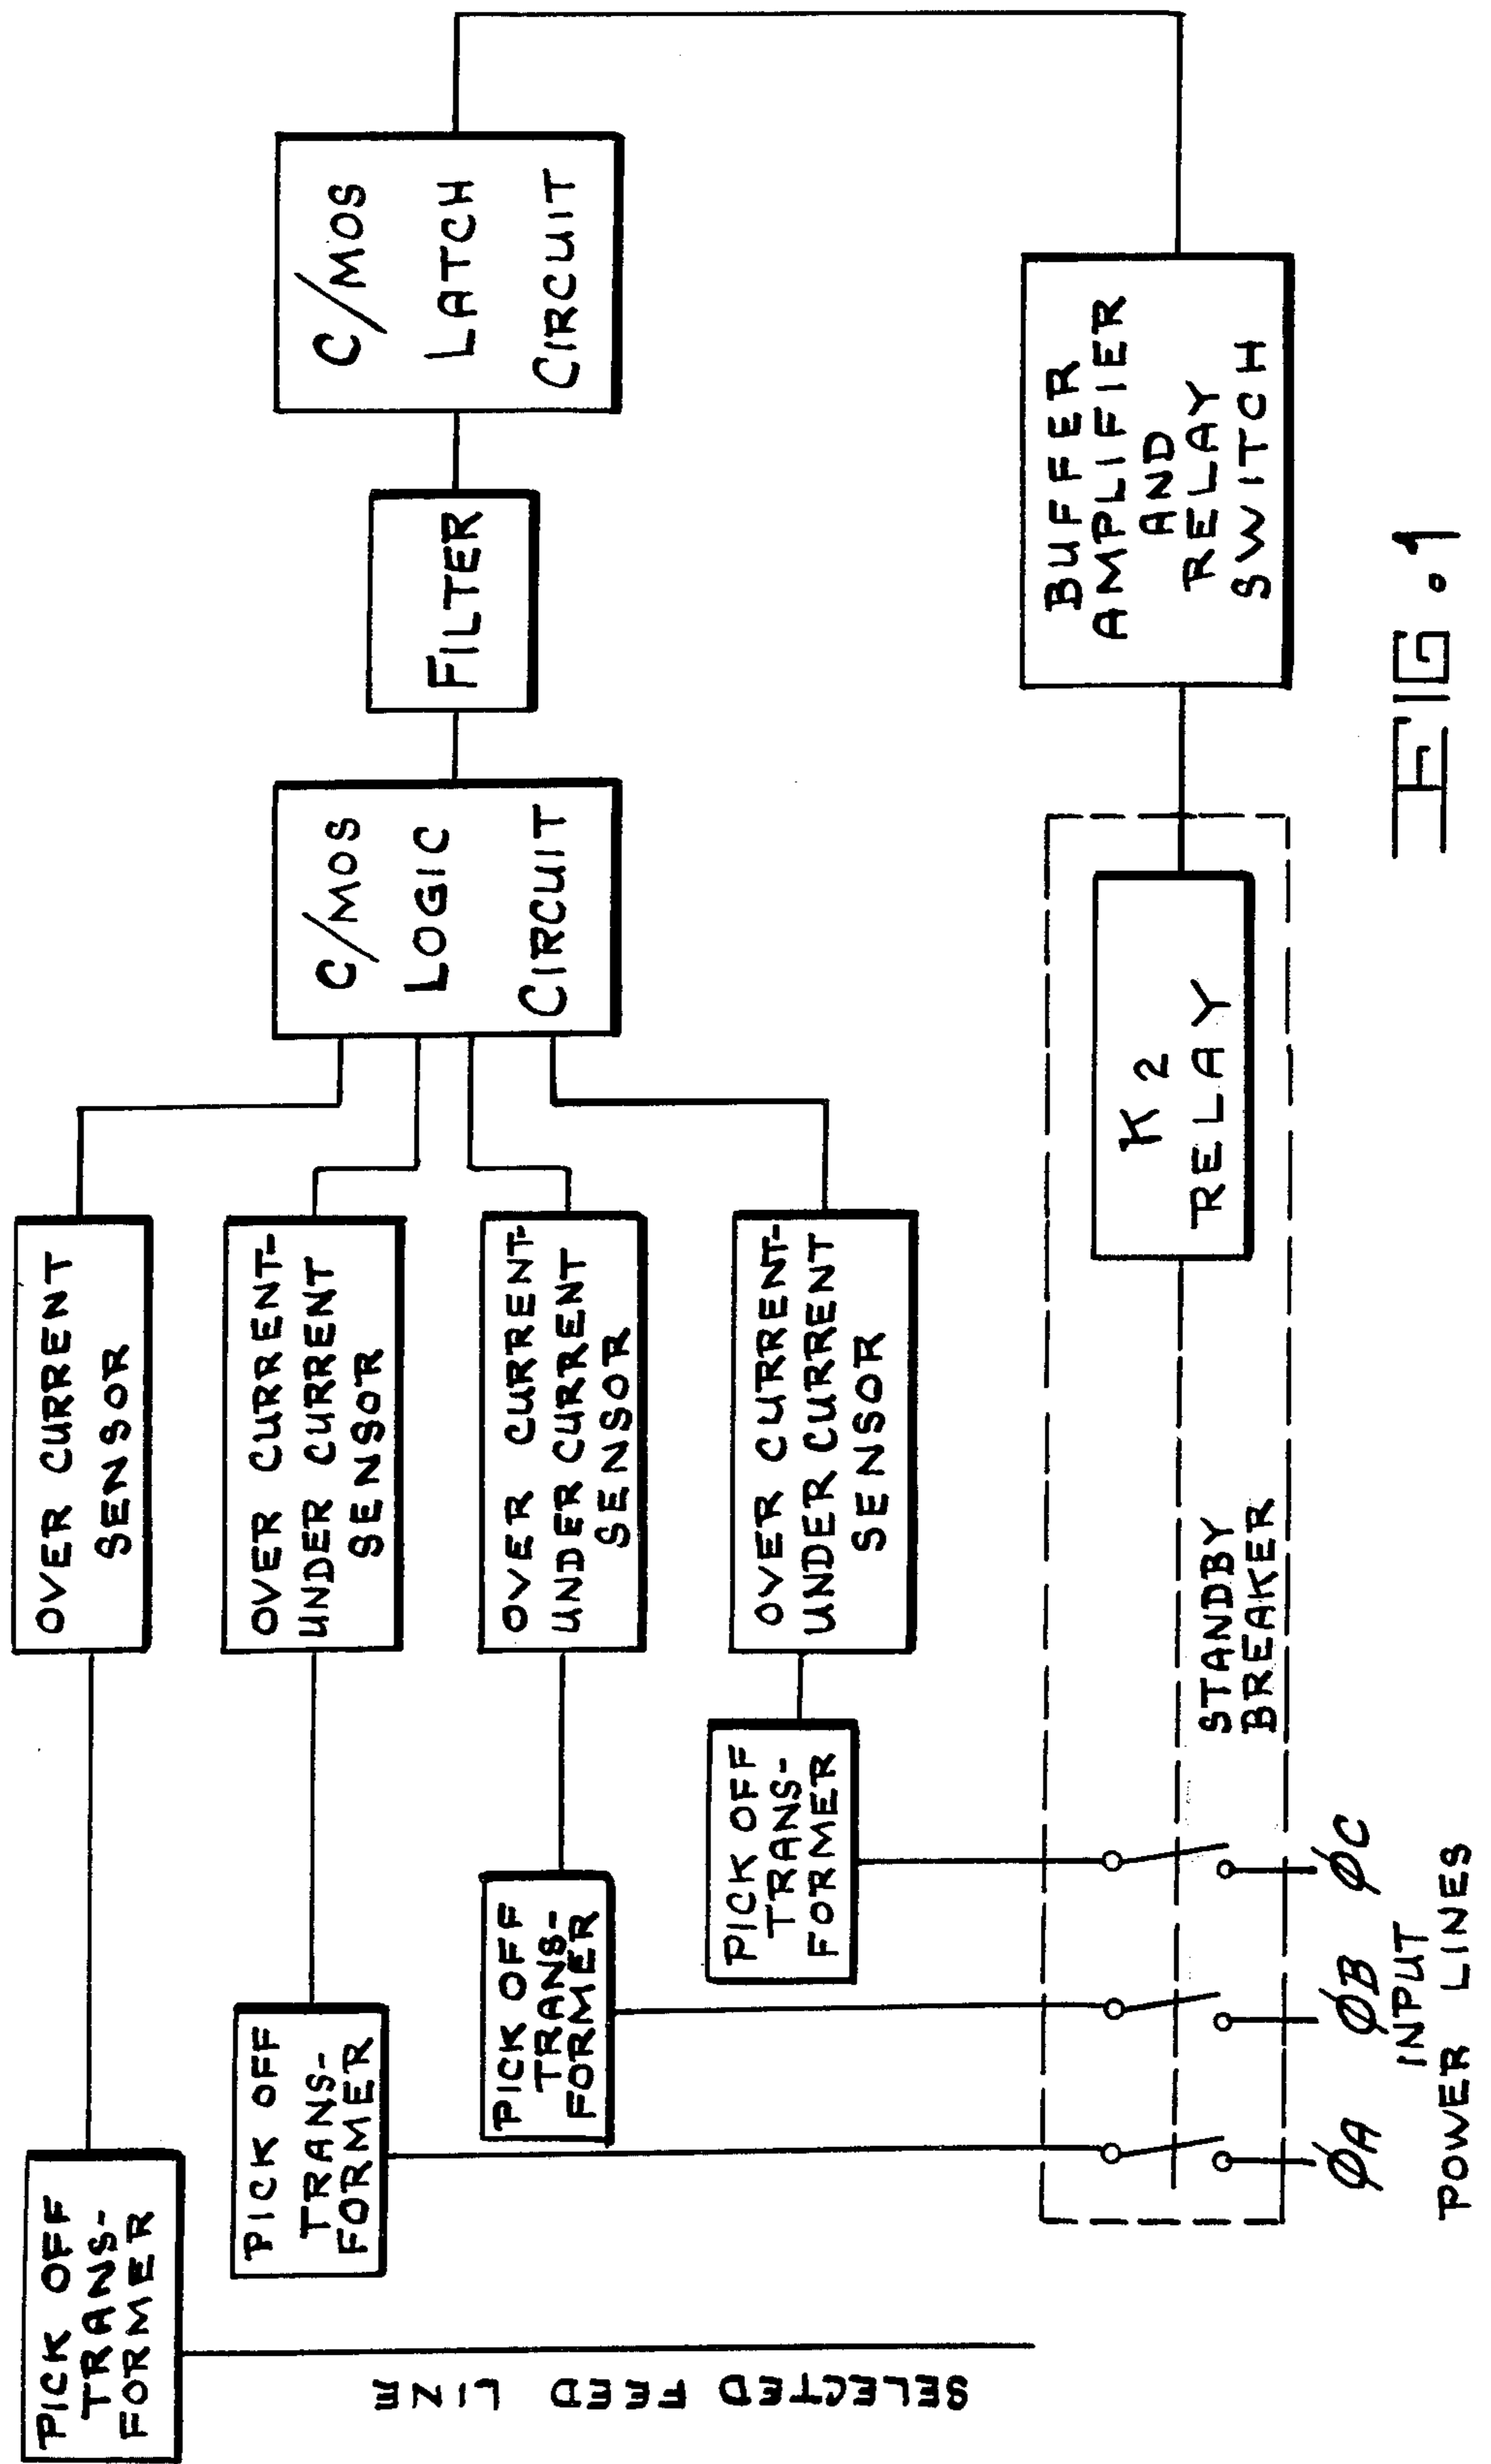 PICK OFF
TRANS-
FORMER
OVER CURRENT
SENSOR
PICK OFF
TRANS-
FORMER
OVER CURRENT-
UNDER CURRENT
SENSOR
PICK OFF
TRANS-
FORMER
OVER CURRENT-
UNDER CURRENT
SENSOR
PICK OFF
TRANS-
FORMER
OVER CURRENT-
UNDER CURRENT
SENSOR
C/MOS
LOGIC
CIRCUIT
FILTER
C/MOS
LATCH
CIRCUIT
SELECTED FEED LINE
STANDBY
BREAKER
K2
RELAY
BUFFER
AMPLIFIER
AND
RELAY
SWITCH
ØA ØB ØC
INPUT
POWER LINES
FIG. 1